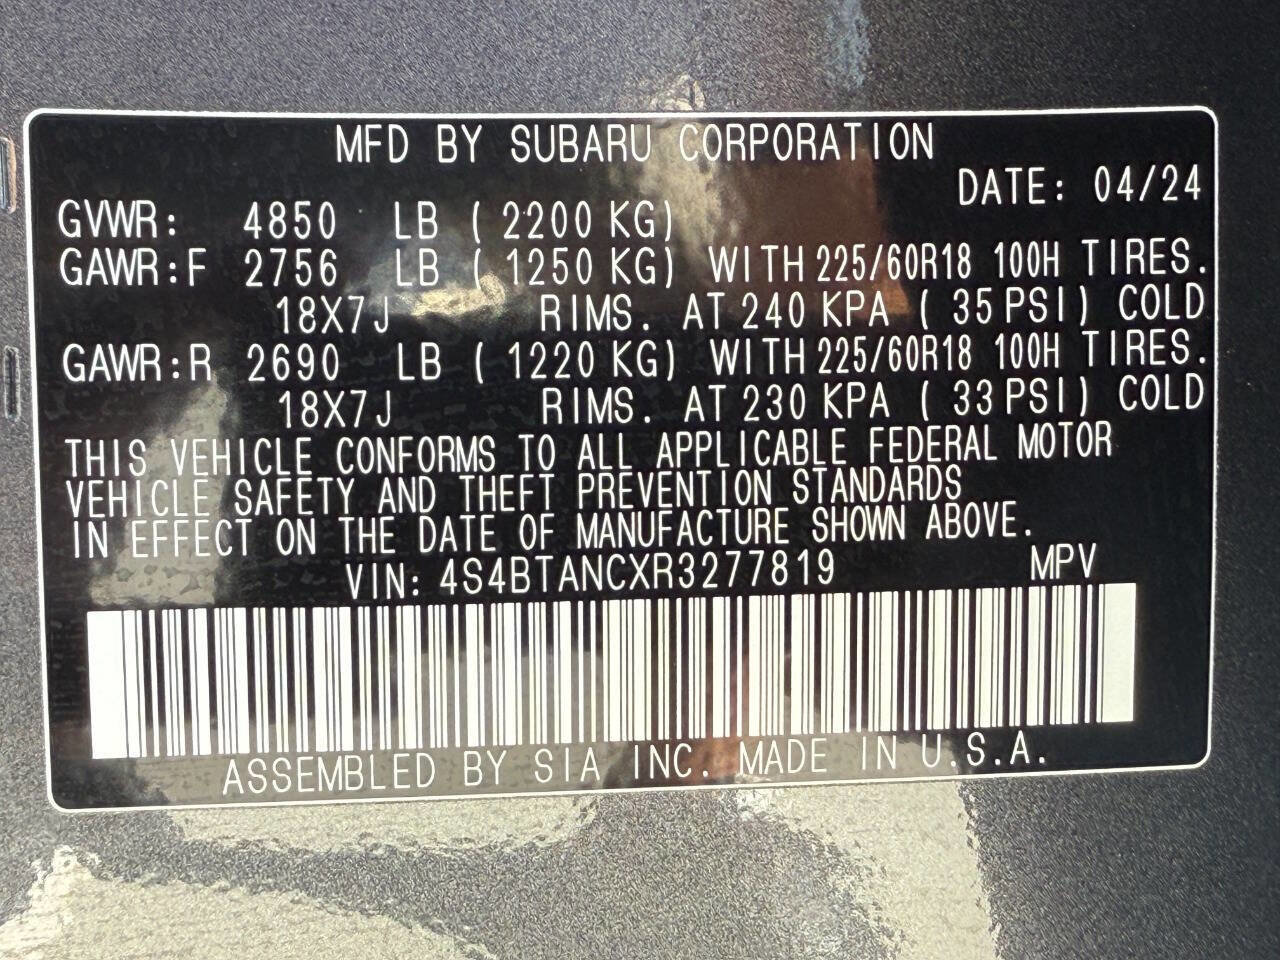 MFD BY SUBARU CORPORATION
DATE: 04/24
GVWR: 4850 LB ( 2200 KG)
GAWR:F 2756 LB ( 1250 KG) WITH 225/60R18 100H TIRES.
18X7J RIMS. AT 240 KPA ( 35 PSI) COLD
GAWR:R 2690 LB ( 1220 KG) WITH 225/60R18 100H TIRES.
18X7J RIMS. AT 230 KPA ( 33 PSI) COLD
THIS VEHICLE CONFORMS TO ALL APPLICABLE FEDERAL MOTOR
VEHICLE SAFETY AND THEFT PREVENTION STANDARDS
IN EFFECT ON THE DATE OF MANUFACTURE SHOWN ABOVE.
VIN: 4S4BTANCXR3277819 MPV
ASSEMBLED BY SIA INC. MADE IN U.S.A.